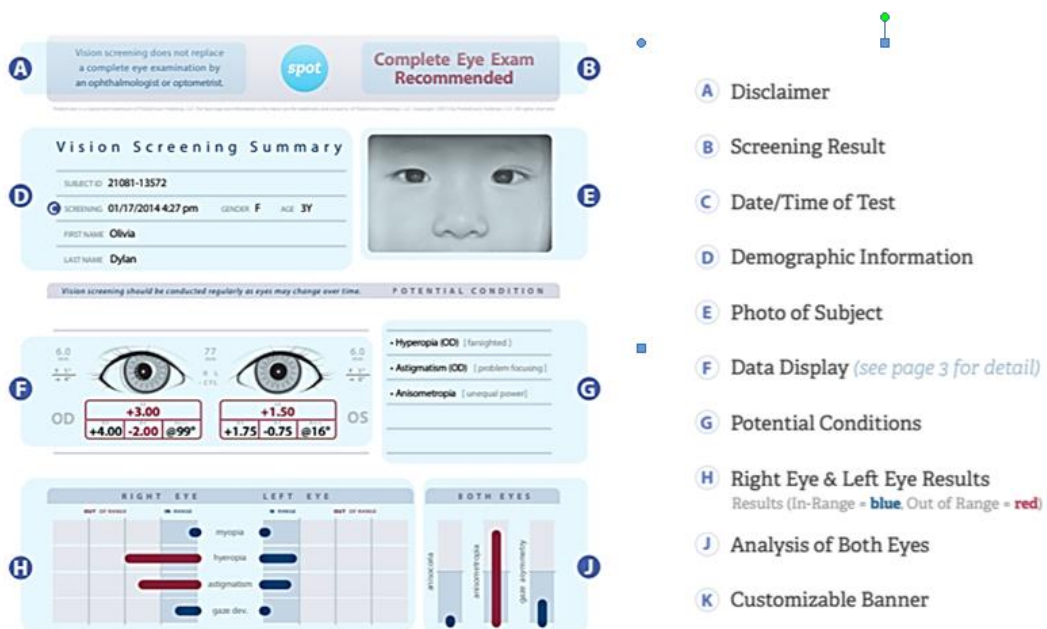 A
Vision screening does not replace
a complete eye examination by
an ophthalmologist or optometrist.
spot
Complete Eye Exam
Recommended
B
D
Vision Screening Summary
SUBJECT ID 21081-13572
C SCREENING 01/17/2014 4:27 pm GENDER F AGE 3Y
FIRST NAME Olivia
LAST NAME Dylan
E
Vision screening should be conducted regularly as eyes may change over time.
POTENTIAL CONDITION
F
6.0
mm
77
6.0
mm
OD
+3.00
+4.00 -2.00 @99°
+1.50
+1.75 -0.75 @16°
OS
• Hyperopia (OD) [farsighted]
• Astigmatism (OD) [problem focusing]
• Anisometropia [unequal power]
G
H
RIGHT EYE LEFT EYE
OUT OF RANGE IN RANGE IN RANGE OUT OF RANGE
myopia
hyeropia
astigmatism
gaze dev.
BOTH EYES
anisocoria
anisometropia
gaze asymmetry
J
A Disclaimer
B Screening Result
C Date/Time of Test
D Demographic Information
E Photo of Subject
F Data Display (see page 3 for detail)
G Potential Conditions
H Right Eye & Left Eye Results
Results (In-Range = blue, Out of Range = red)
J Analysis of Both Eyes
K Customizable Banner